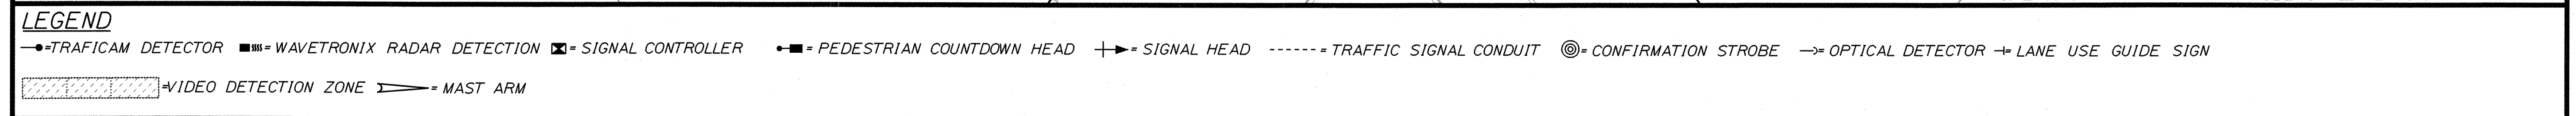 LEGEND
=TRAFICAM DETECTOR = WAVETRONIX RADAR DETECTION = SIGNAL CONTROLLER = PEDESTRIAN COUNTDOWN HEAD = SIGNAL HEAD = TRAFFIC SIGNAL CONDUIT = CONFIRMATION STROBE = OPTICAL DETECTOR = LANE USE GUIDE SIGN
=VIDEO DETECTION ZONE = MAST ARM